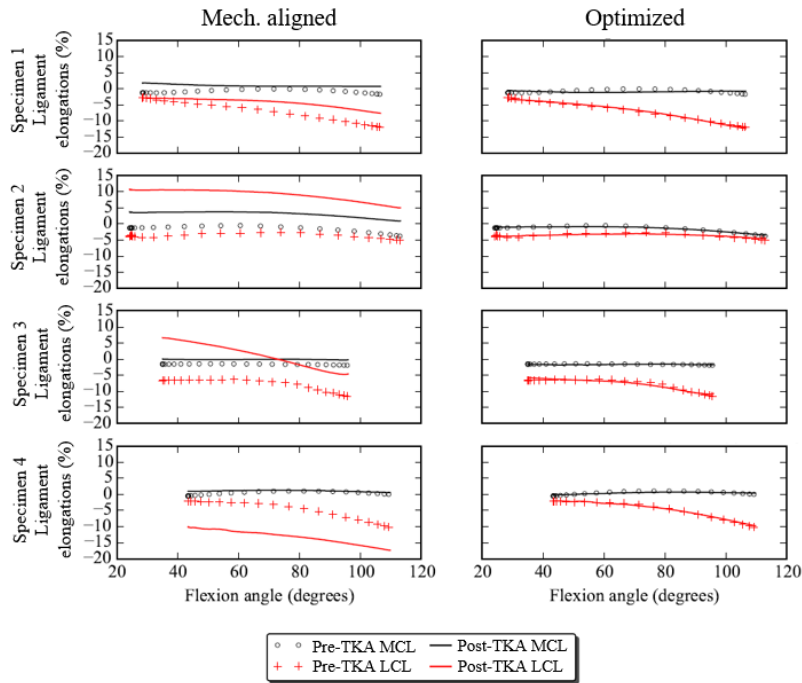 Mech. aligned
Optimized
Specimen 1
Ligament
elongations (%)
15
10
5
0
−5
−10
−15
−20
Specimen 2
Ligament
elongations (%)
15
10
5
0
−5
−10
−15
−20
Specimen 3
Ligament
elongations (%)
15
10
5
0
−5
−10
−15
−20
Specimen 4
Ligament
elongations (%)
15
10
5
0
−5
−10
−15
−20
20 40 60 80 100 120
20 40 60 80 100 120
Flexion angle (degrees)
Flexion angle (degrees)
Pre-TKA MCL Post-TKA MCL
Pre-TKA LCL Post-TKA LCL